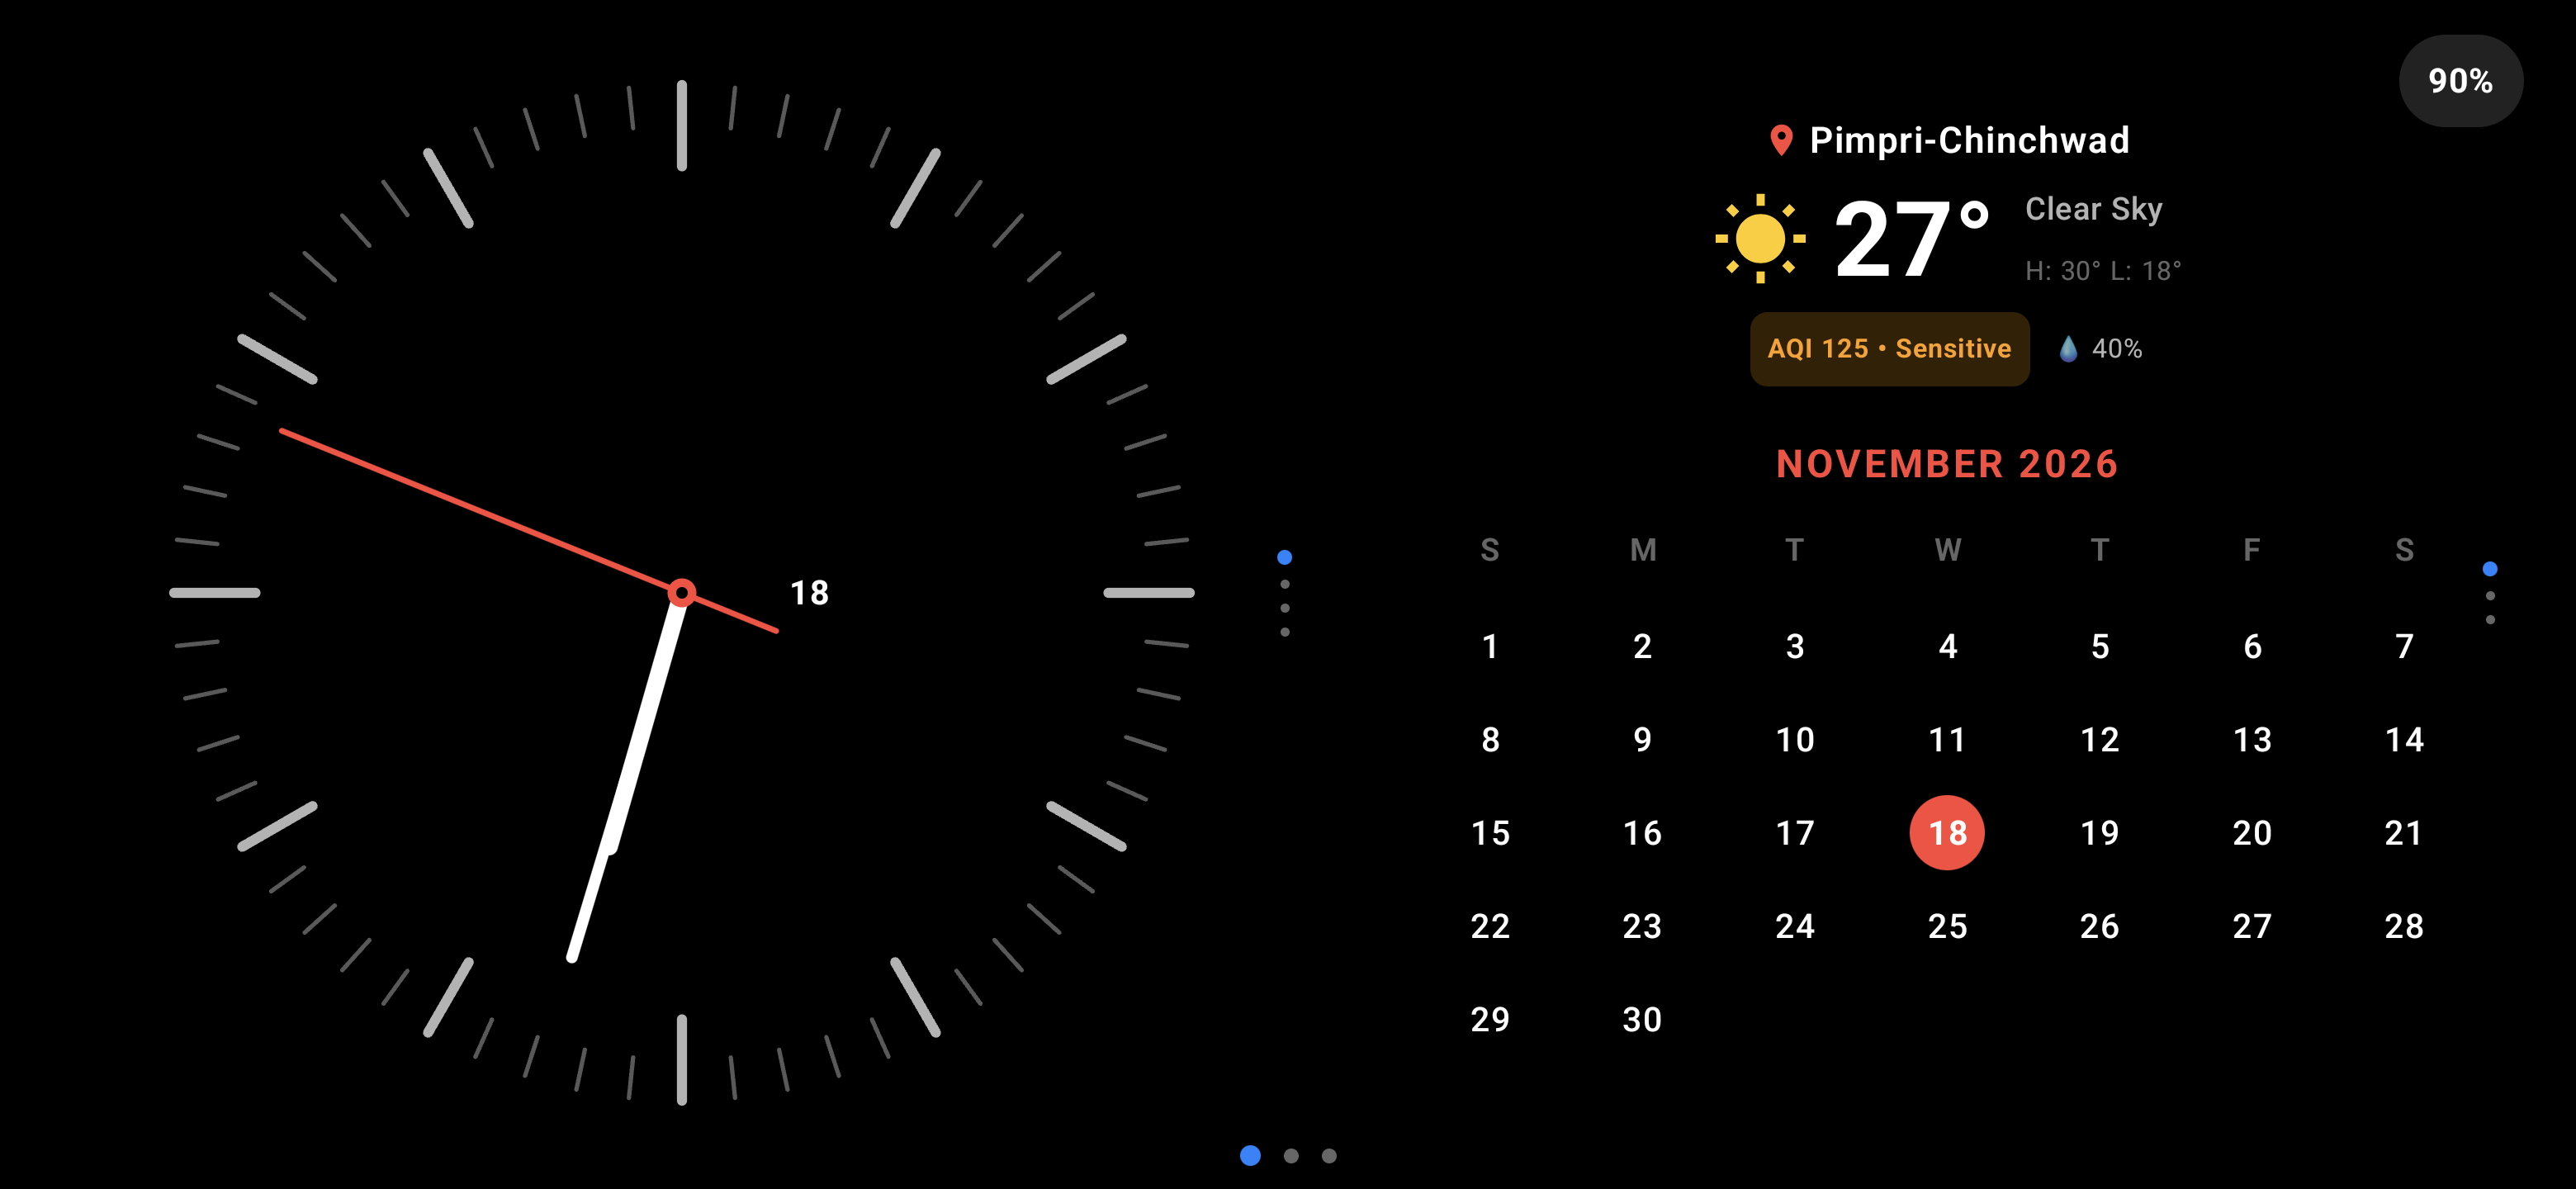 90%
Pimpri-Chinchwad
27°
Clear Sky
H: 30° L: 18°
AQI 125 • Sensitive
40%
18
NOVEMBER 2026
S M T W T F S
1 2 3 4 5 6 7
8 9 10 11 12 13 14
15 16 17 18 19 20 21
22 23 24 25 26 27 28
29 30